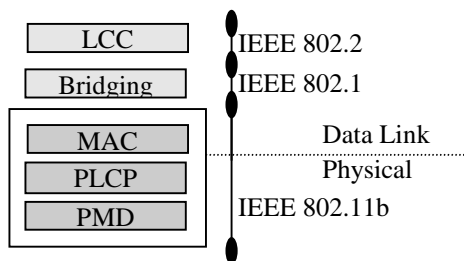 LCC
IEEE 802.2
Bridging
IEEE 802.1
MAC
Data Link
PLCP
Physical
PMD
IEEE 802.11b